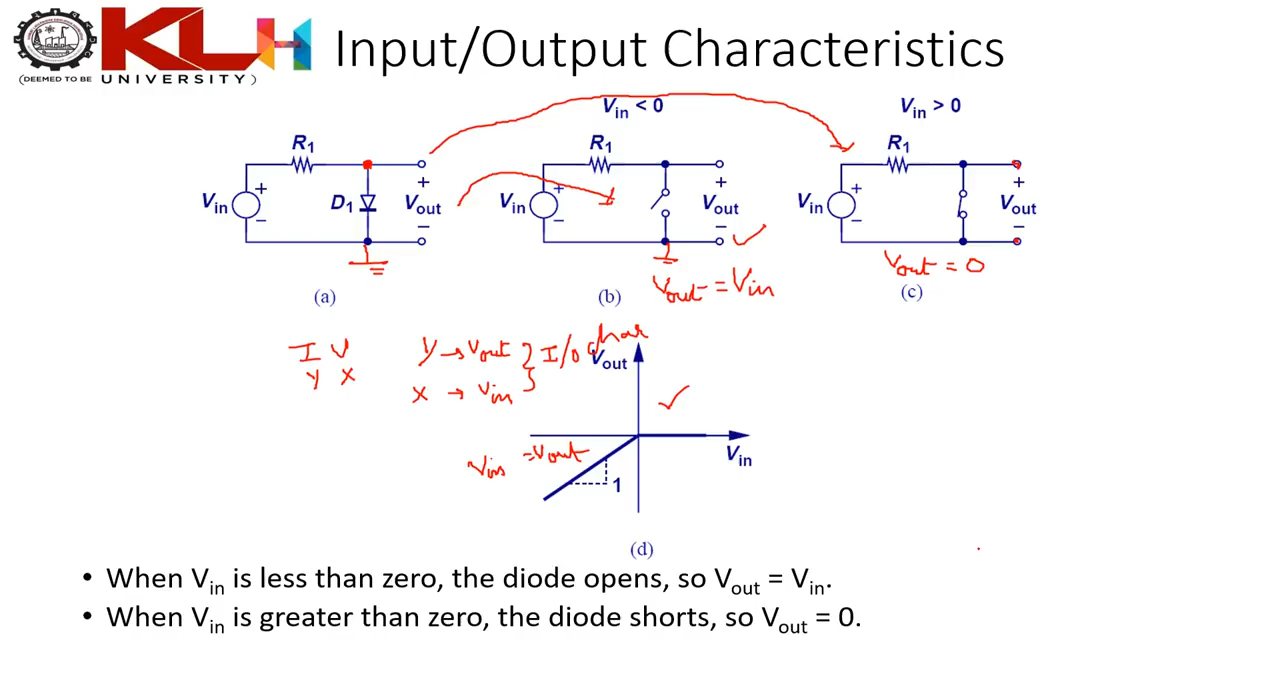 KLH
(DEEMED TO BE UNIVERSITY)
Input/Output Characteristics
Vin < 0
Vin > 0
R1
R1
R1
+
+
+
+
+
+
Vin
D1
Vout
Vin
Vout
Vin
Vout
−
−
−
−
−
−
Vout = 0
Vout = Vin
(a)
(b)
(c)
I V
y x
y → Vout
x → Vin
I/O char
Vout
Vin = Vout
Vin
1
(d)
• When Vin is less than zero, the diode opens, so Vout = Vin.
• When Vin is greater than zero, the diode shorts, so Vout = 0.